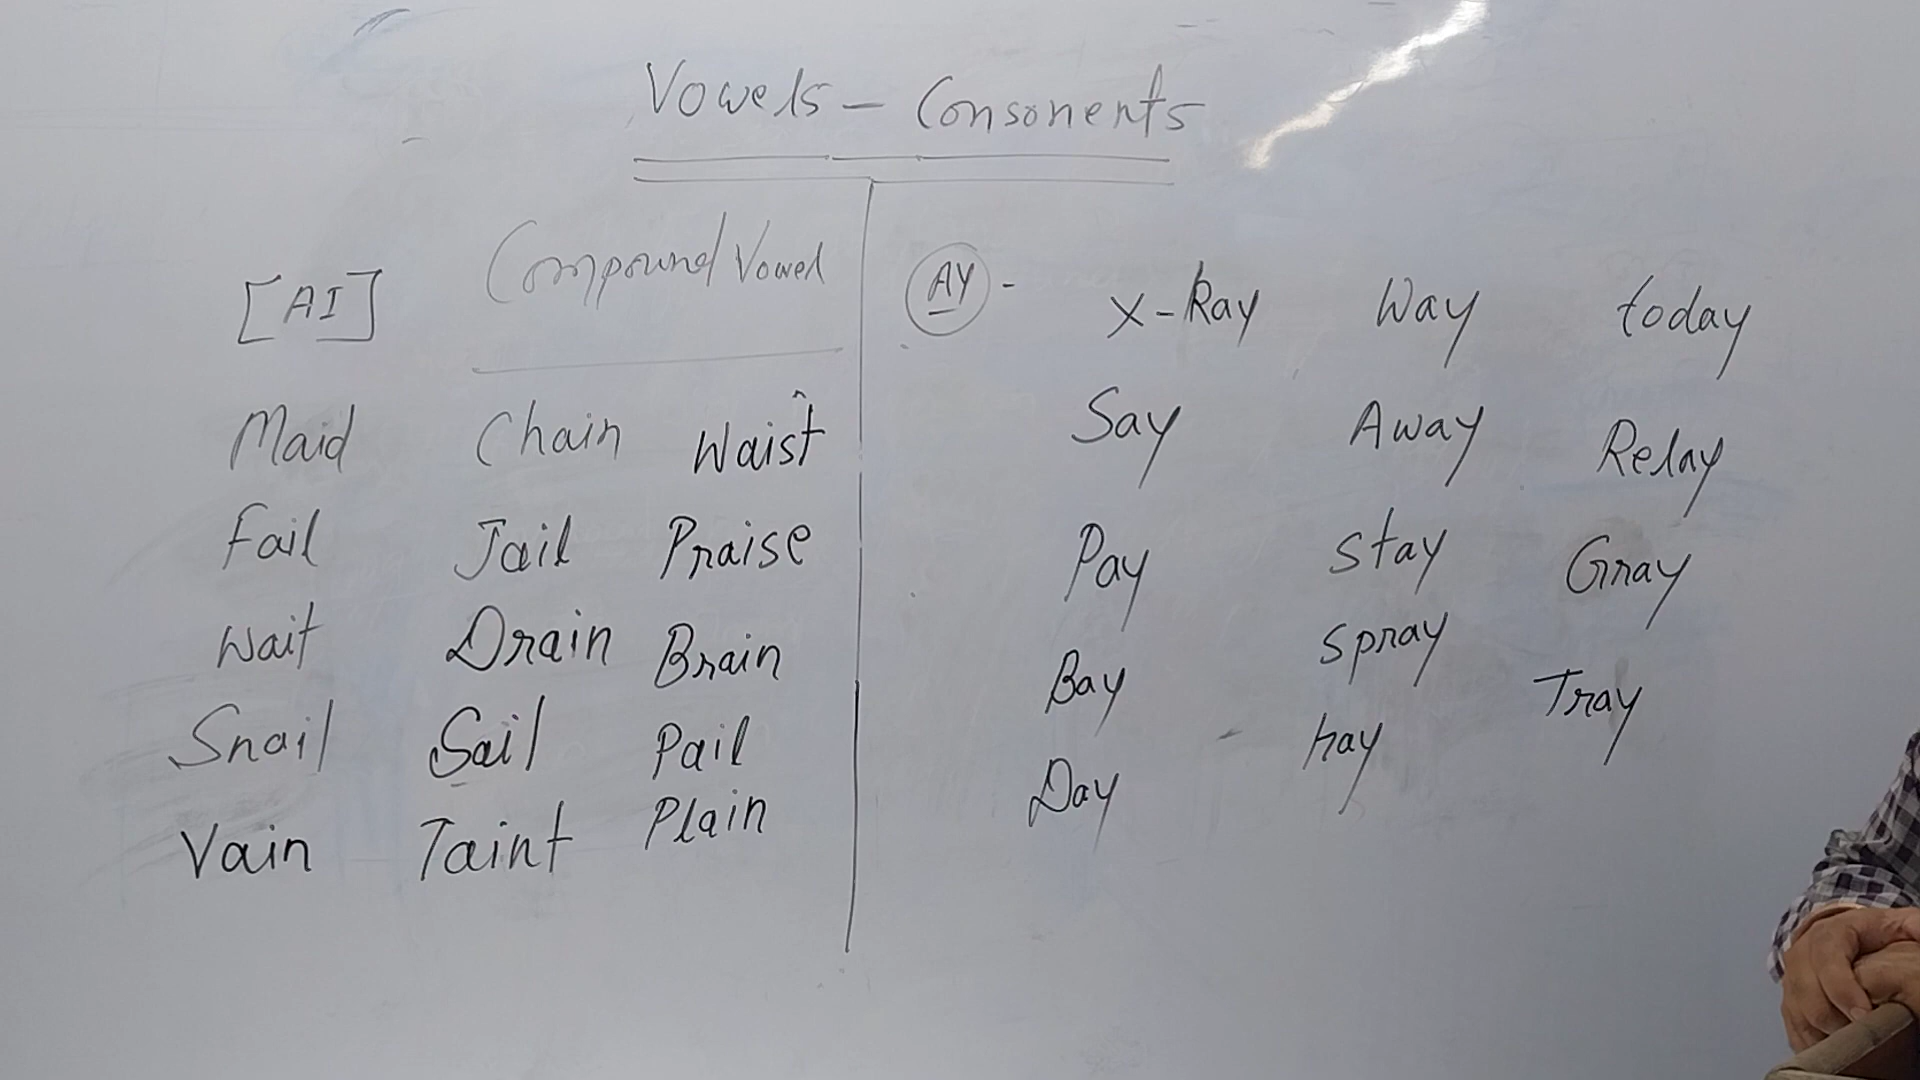 Vowels - Consonents
[AI] Compound Vowel
Maid Chain Waist
Fail Jail Praise
Wait Drain Brain
Snail Sail Pail
Vain Taint Plain
AY - X-Ray Way today
Say Away Relay
Pay Stay Gray
Bay Spray Tray
Day hay